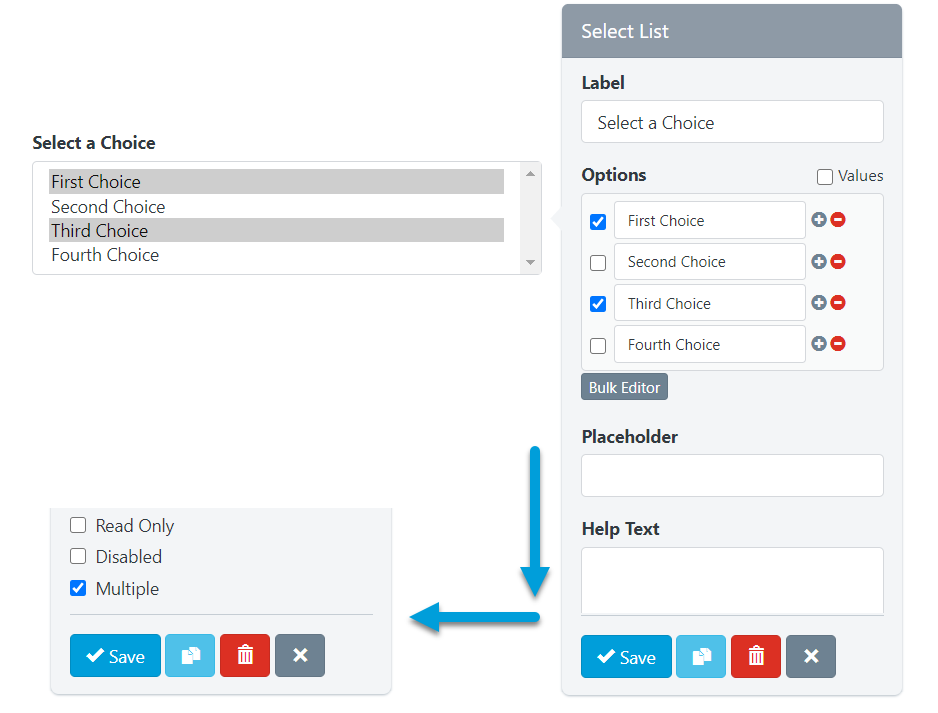 Select a Choice
First Choice
Second Choice
Third Choice
Fourth Choice
Select List
Label
Select a Choice
Options
Values
First Choice
Second Choice
Third Choice
Fourth Choice
Bulk Editor
Placeholder
Help Text
Save
Read Only
Disabled
Multiple
Save